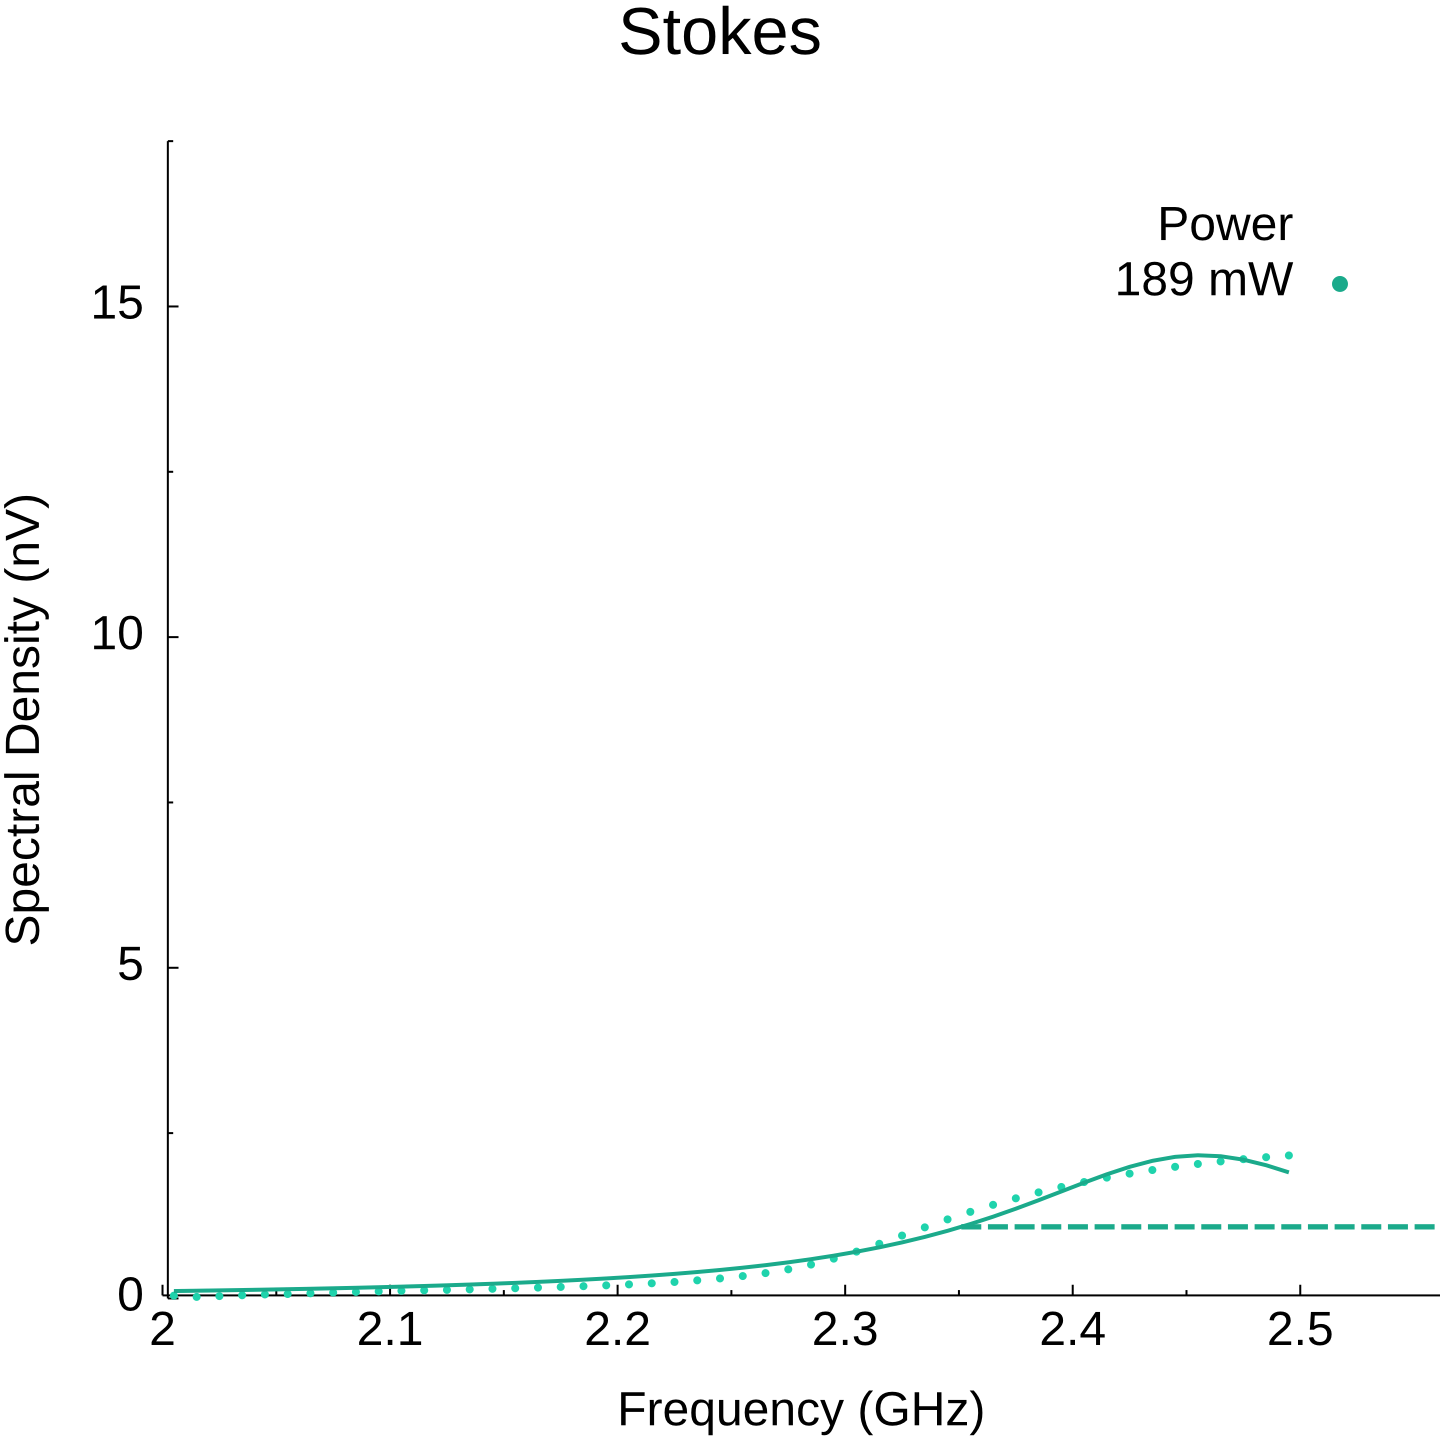 Stokes
Power
189 mW
15
10
5
0
2 2.1 2.2 2.3 2.4 2.5
Spectral Density (nV)
Frequency (GHz)